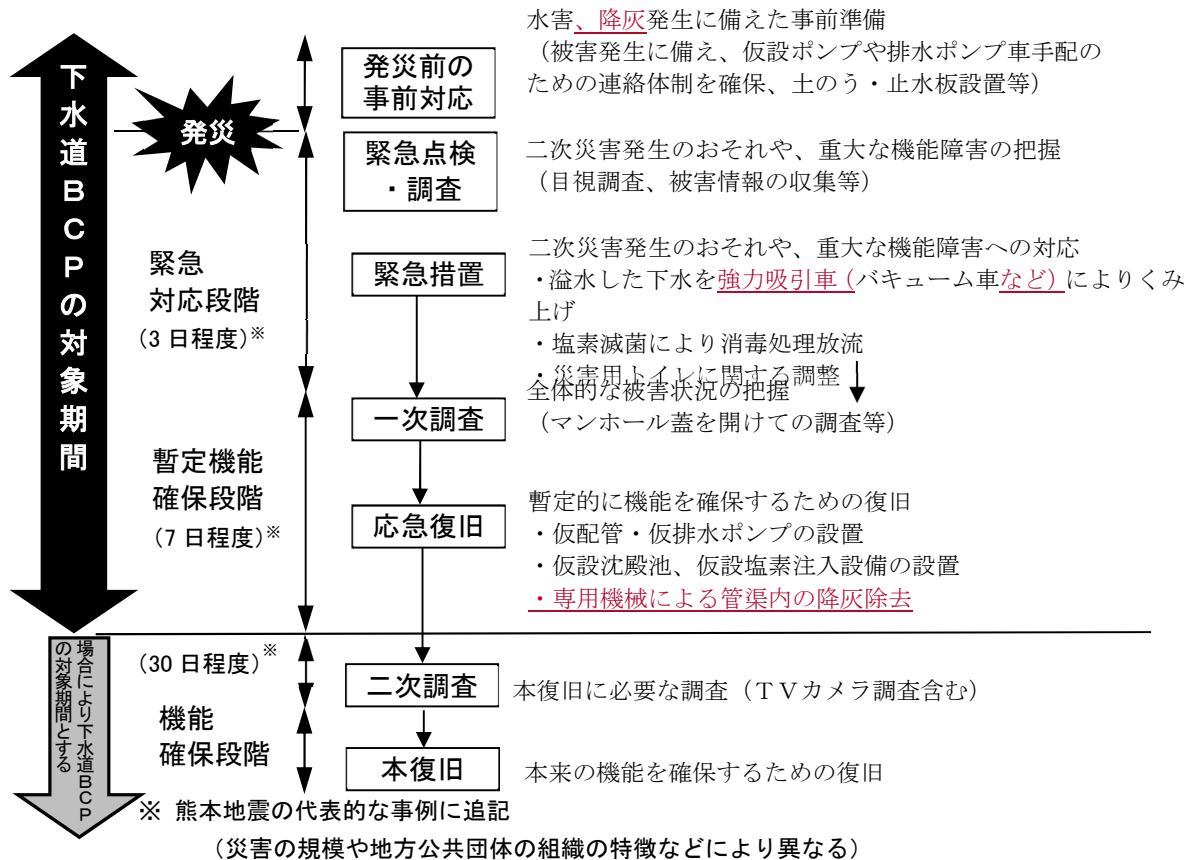 下水道ＢＣＰの対象期間
場合により下水道ＢＣＰ
の対象期間とする
発災
発災前の
事前対応
水害、降灰発生に備えた事前準備
（被害発生に備え、仮設ポンプや排水ポンプ車手配の
ための連絡体制を確保、土のう・止水板設置等）
緊急点検
・調査
二次災害発生のおそれや、重大な機能障害の把握
（目視調査、被害情報の収集等）
緊急
対応段階
（3 日程度）※
緊急措置
二次災害発生のおそれや、重大な機能障害への対応
・溢水した下水を強力吸引車（バキューム車など）によりくみ
上げ
・塩素滅菌により消毒処理放流
・災害用トイレに関する調整
一次調査
全体的な被害状況の把握
（マンホール蓋を開けての調査等）
暫定機能
確保段階
（7 日程度）※
応急復旧
暫定的に機能を確保するための復旧
・仮配管・仮排水ポンプの設置
・仮設沈殿池、仮設塩素注入設備の設置
・専用機械による管渠内の降灰除去
（30 日程度）※
二次調査
本復旧に必要な調査（ＴＶカメラ調査含む）
機能
確保段階
本復旧
本来の機能を確保するための復旧
※ 熊本地震の代表的な事例に追記
（災害の規模や地方公共団体の組織の特徴などにより異なる）